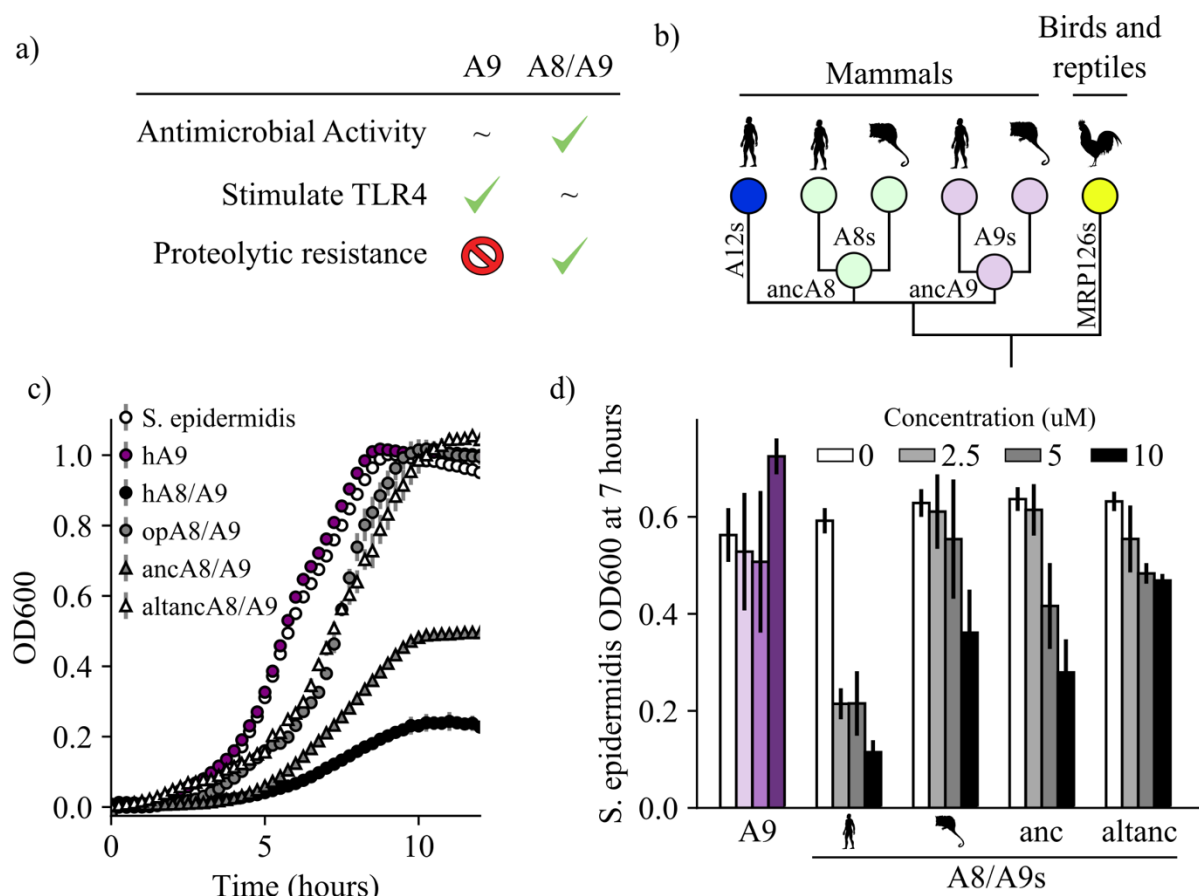 a)
A9 A8/A9
Antimicrobial Activity ~
Stimulate TLR4 ~
Proteolytic resistance
b)
Birds and
reptiles
Mammals
A12s
A8s
A9s
MRP126s
ancA8
ancA9
c)
S. epidermidis
hA9
hA8/A9
opA8/A9
ancA8/A9
altancA8/A9
OD600
1.0
0.8
0.6
0.4
0.2
0.0
0 5 10
Time (hours)
d)
Concentration (uM)
0 2.5 5 10
S. epidermidis OD600 at 7 hours
0.6
0.4
0.2
0.0
A9 anc altanc
A8/A9s